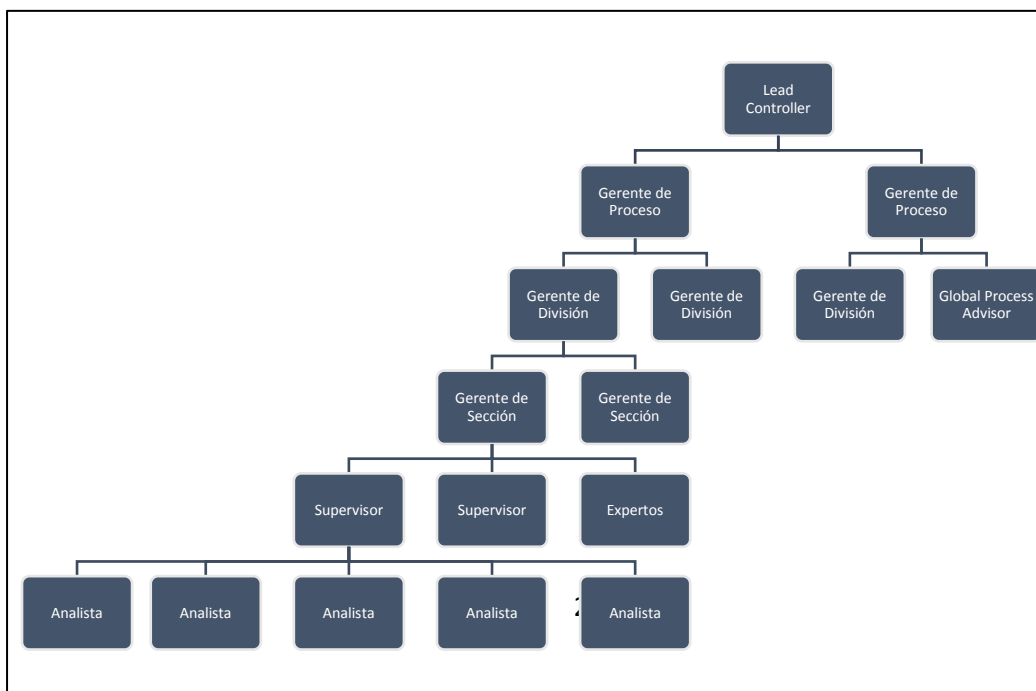 Lead
Controller
Gerente de
Proceso
Gerente de
Proceso
Gerente de
División
Gerente de
División
Gerente de
División
Global Process
Advisor
Gerente de
Sección
Gerente de
Sección
Supervisor
Supervisor
Expertos
Analista
Analista
Analista
Analista
Analista